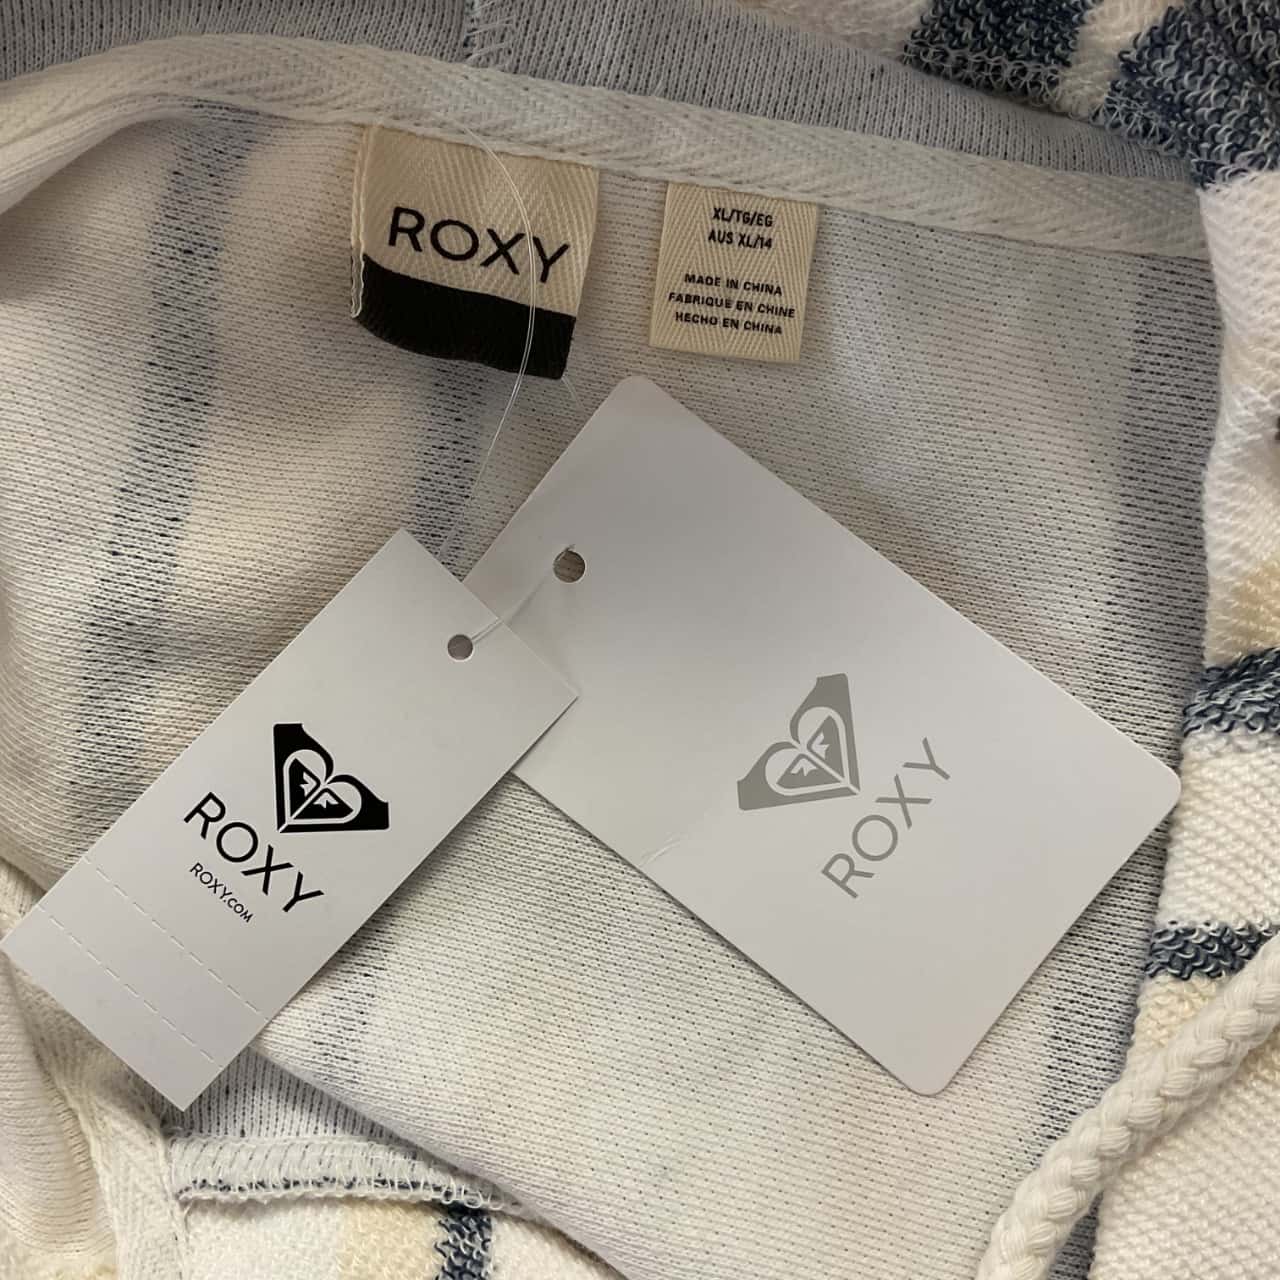 ROXY
XL/TG/EG
AUS XL/14
MADE IN CHINA
FABRIQUE EN CHINE
HECHO EN CHINA
ROXY
ROXY.COM
ROXY